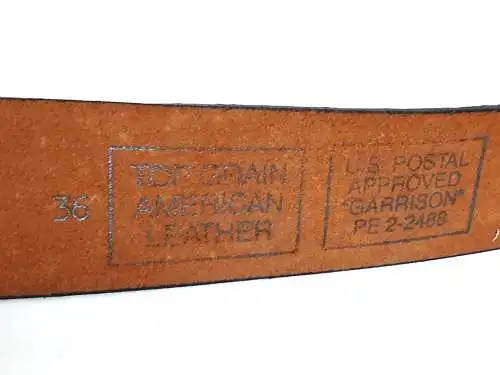 36
TOP GRAIN
AMERICAN
LEATHER
U.S. POSTAL
APPROVED
"GARRISON"
PE 2-2488